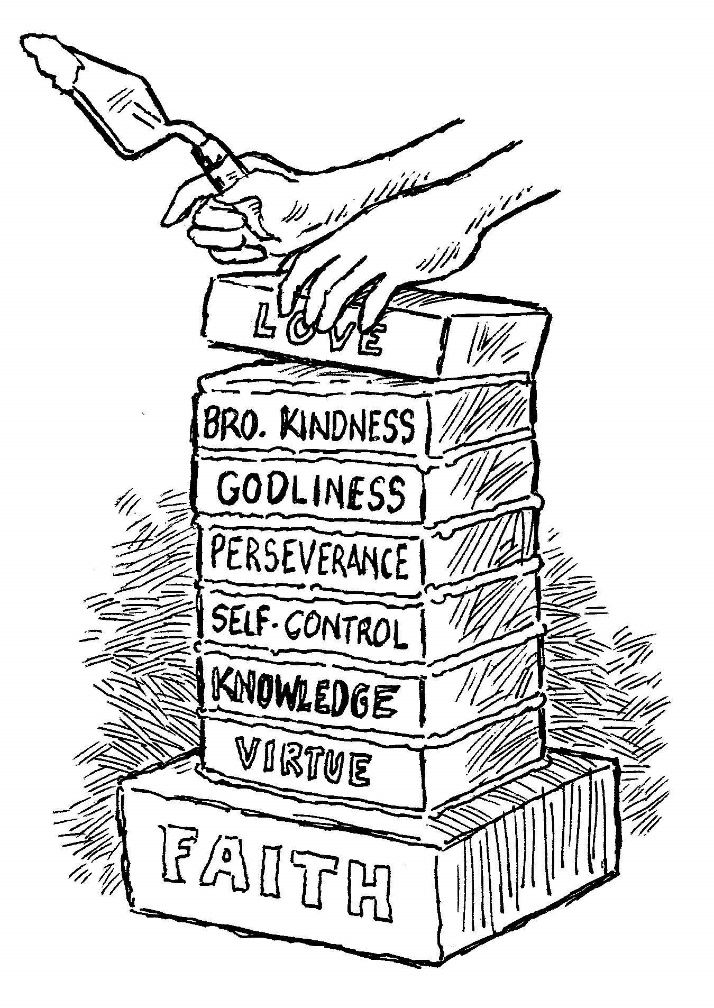 LOVE
BRO. KINDNESS
GODLINESS
PERSEVERANCE
SELF-CONTROL
KNOWLEDGE
VIRTUE
FAITH